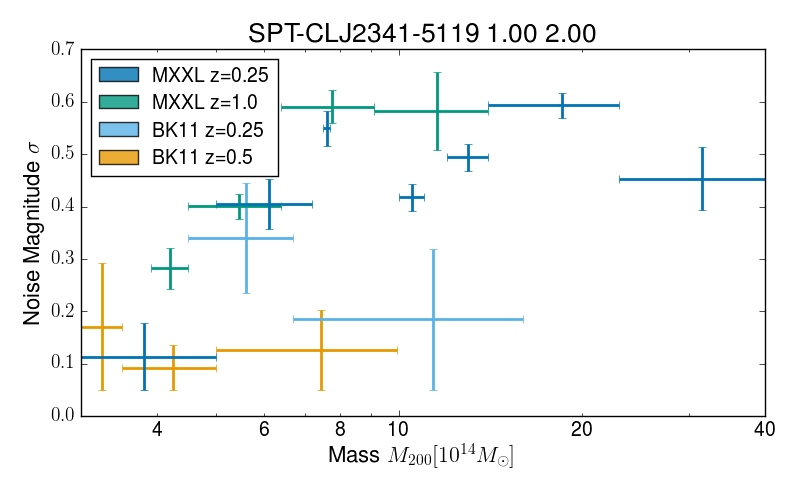 SPT-CLJ2341-5119 1.00 2.00
MXXL z=0.25
MXXL z=1.0
BK11 z=0.25
BK11 z=0.5
Noise Magnitude σ
0.7
0.6
0.5
0.4
0.3
0.2
0.1
0.0
4 6 8 10 20 40
Mass M₂₀₀[10¹⁴M☉]